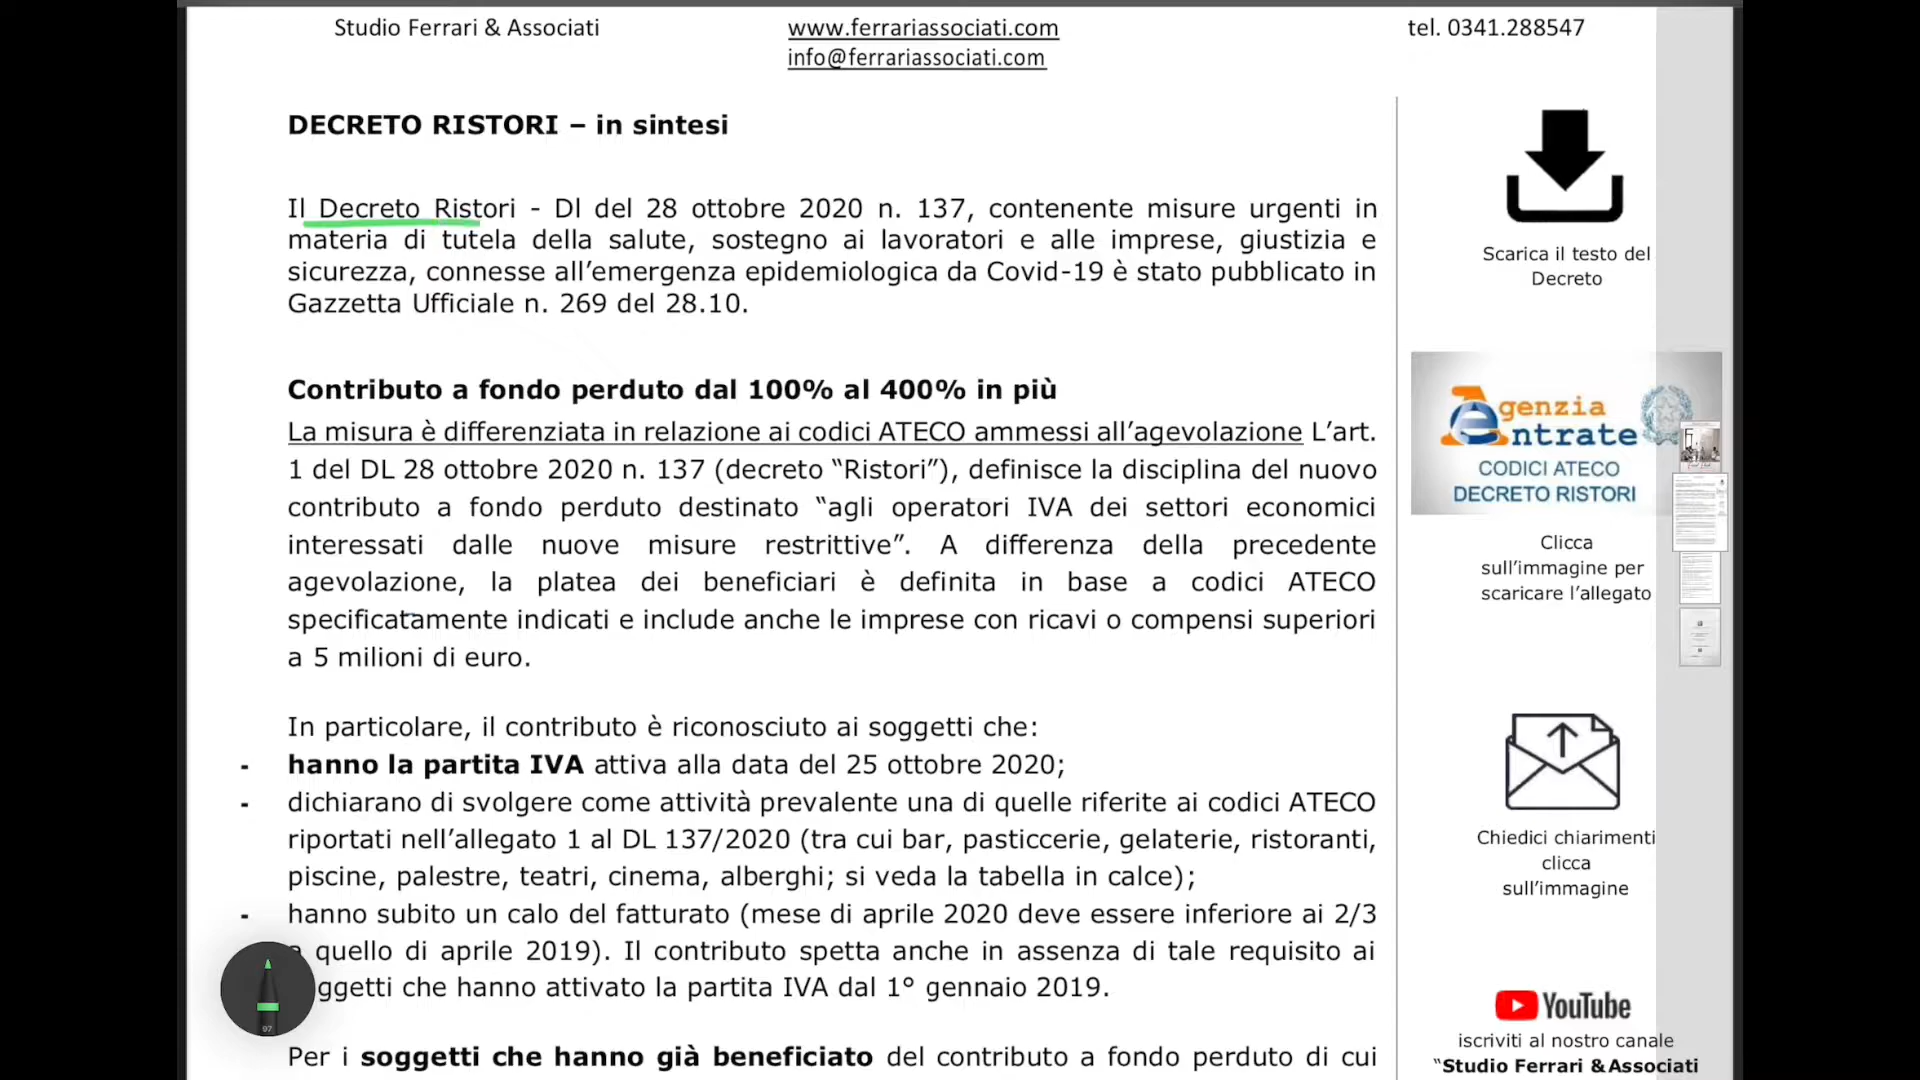 Studio Ferrari & Associati
www.ferrariassociati.com
info@ferrariassociati.com
tel. 0341.288547
DECRETO RISTORI – in sintesi
Il Decreto Ristori - Dl del 28 ottobre 2020 n. 137, contenente misure urgenti in
materia di tutela della salute, sostegno ai lavoratori e alle imprese, giustizia e
sicurezza, connesse all’emergenza epidemiologica da Covid-19 è stato pubblicato in
Gazzetta Ufficiale n. 269 del 28.10.
Contributo a fondo perduto dal 100% al 400% in più
La misura è differenziata in relazione ai codici ATECO ammessi all’agevolazione L’art.
1 del DL 28 ottobre 2020 n. 137 (decreto “Ristori”), definisce la disciplina del nuovo
contributo a fondo perduto destinato “agli operatori IVA dei settori economici
interessati dalle nuove misure restrittive”. A differenza della precedente
agevolazione, la platea dei beneficiari è definita in base a codici ATECO
specificatamente indicati e include anche le imprese con ricavi o compensi superiori
a 5 milioni di euro.
In particolare, il contributo è riconosciuto ai soggetti che:
- hanno la partita IVA attiva alla data del 25 ottobre 2020;
- dichiarano di svolgere come attività prevalente una di quelle riferite ai codici ATECO
riportati nell’allegato 1 al DL 137/2020 (tra cui bar, pasticcerie, gelaterie, ristoranti,
piscine, palestre, teatri, cinema, alberghi; si veda la tabella in calce);
- hanno subito un calo del fatturato (mese di aprile 2020 deve essere inferiore ai 2/3
a quello di aprile 2019). Il contributo spetta anche in assenza di tale requisito ai
ggetti che hanno attivato la partita IVA dal 1° gennaio 2019.
Per i soggetti che hanno già beneficiato del contributo a fondo perduto di cui
97
Scarica il testo del
Decreto
Agenzia
Entrate
CODICI ATECO
DECRETO RISTORI
Clicca
sull’immagine per
scaricare l’allegato
Chiedici chiarimenti
clicca
sull’immagine
YouTube
iscriviti al nostro canale
“Studio Ferrari &Associati